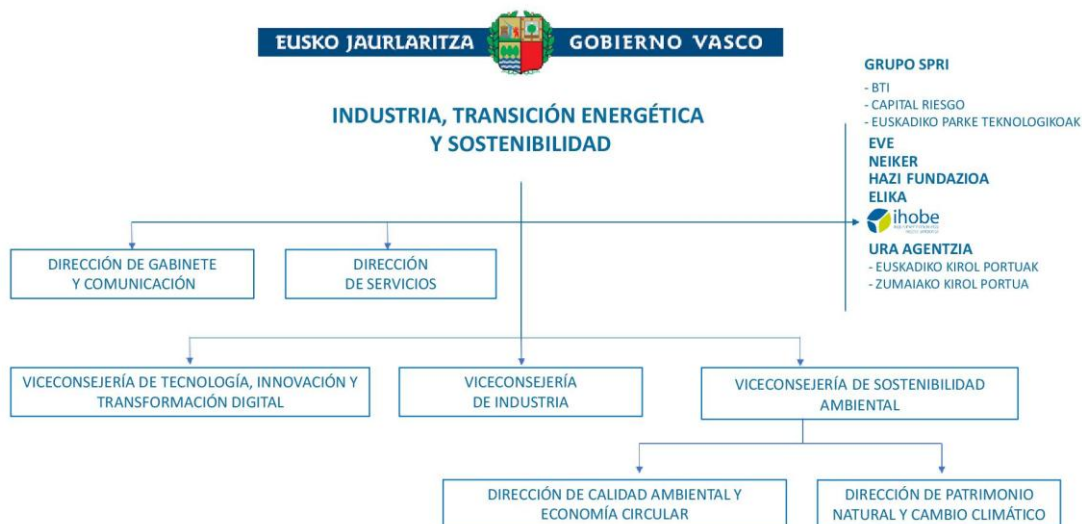 EUSKO JAURLARITZA GOBIERNO VASCO
INDUSTRIA, TRANSICIÓN ENERGÉTICA
Y SOSTENIBILIDAD
GRUPO SPRI
- BTI
- CAPITAL RIESGO
- EUSKADIKO PARKE TEKNOLOGIKOAK
EVE
NEIKER
HAZI FUNDAZIOA
ELIKA
ihobe
URA AGENTZIA
- EUSKADIKO KIROL PORTUAK
- ZUMAIAKO KIROL PORTUA
DIRECCIÓN DE GABINETE
Y COMUNICACIÓN
DIRECCIÓN
DE SERVICIOS
VICECONSEJERÍA DE TECNOLOGÍA, INNOVACIÓN Y
TRANSFORMACIÓN DIGITAL
VICECONSEJERÍA
DE INDUSTRIA
VICECONSEJERÍA DE SOSTENIBILIDAD
AMBIENTAL
DIRECCIÓN DE CALIDAD AMBIENTAL Y
ECONOMÍA CIRCULAR
DIRECCIÓN DE PATRIMONIO
NATURAL Y CAMBIO CLIMÁTICO